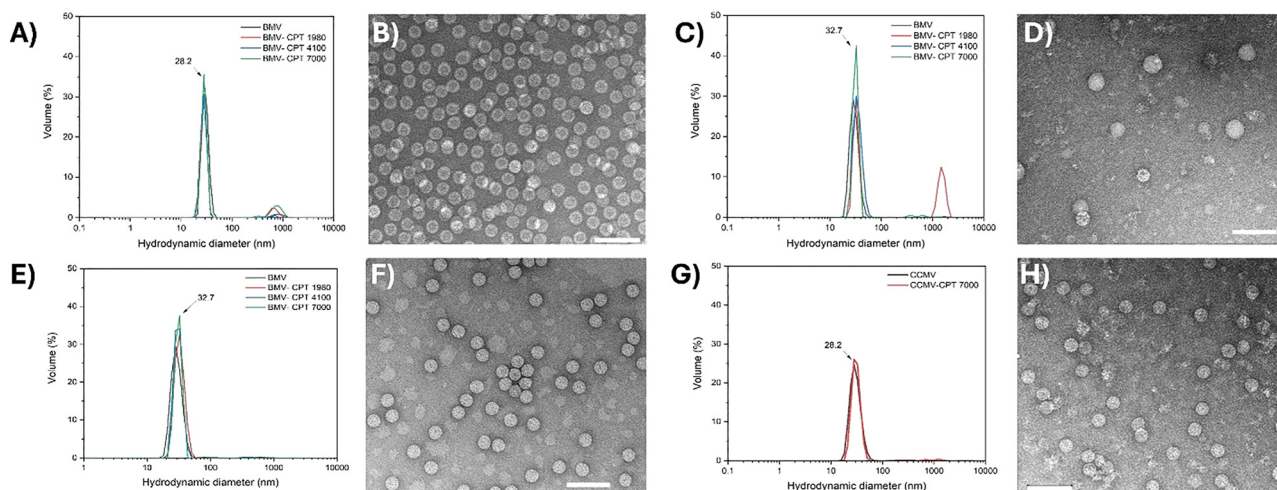 A)
50
40
30
20
10
0
Volume (%)
28.2
BMV
BMV- CPT 1980
BMV- CPT 4100
BMV- CPT 7000
0.1 1 10 100 1000 10000
Hydrodynamic diameter (nm)
B)
C)
50
40
30
20
10
0
Volume (%)
32.7
BMV
BMV- CPT 1980
BMV- CPT 4100
BMV- CPT 7000
0.1 1 10 100 1000 10000
Hydrodynamic diameter (nm)
D)
E)
50
40
30
20
10
0
Volume (%)
32.7
BMV
BMV- CPT 1980
BMV- CPT 4100
BMV- CPT 7000
1 10 100 1000 10000
Hydrodynamic diameter (nm)
F)
G)
50
40
30
20
10
0
Volume (%)
28.2
CCMV
CCMV-CPT 7000
0.1 1 10 100 1000 10000
Hydrodynamic diameter (nm)
H)